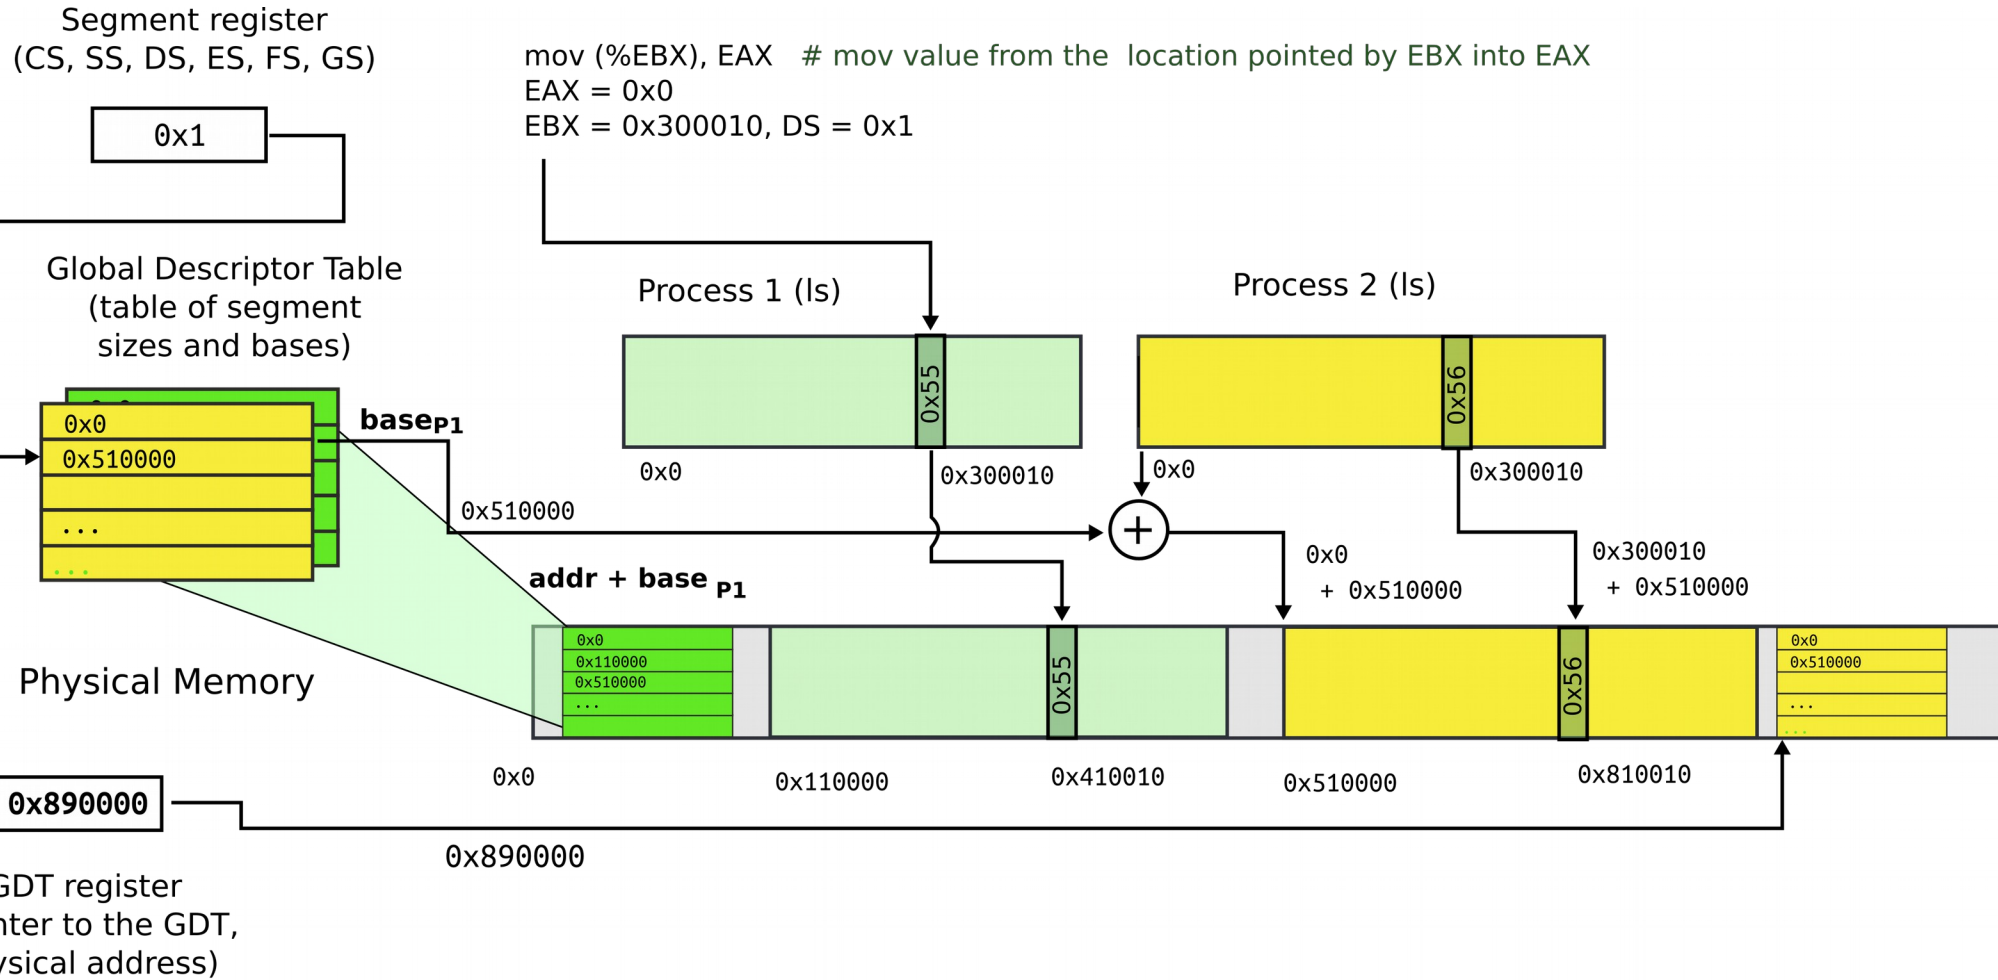 Segment register
(CS, SS, DS, ES, FS, GS)
0x1
mov (%EBX), EAX # mov value from the location pointed by EBX into EAX
EAX = 0x0
EBX = 0x300010, DS = 0x1
Global Descriptor Table
(table of segment
sizes and bases)
0x0
0x510000
...
...
base P1
0x510000
Process 1 (ls)
0x55
0x0
0x300010
Process 2 (ls)
0x56
0x0
0x300010
+
0x0
+ 0x510000
0x300010
+ 0x510000
addr + base P1
Physical Memory
0x0
0x110000
0x510000
...
0x55
0x56
0x0
0x510000
...
...
0x0
0x110000
0x410010
0x510000
0x810010
0x890000
0x890000
GDT register
nter to the GDT,
ysical address)